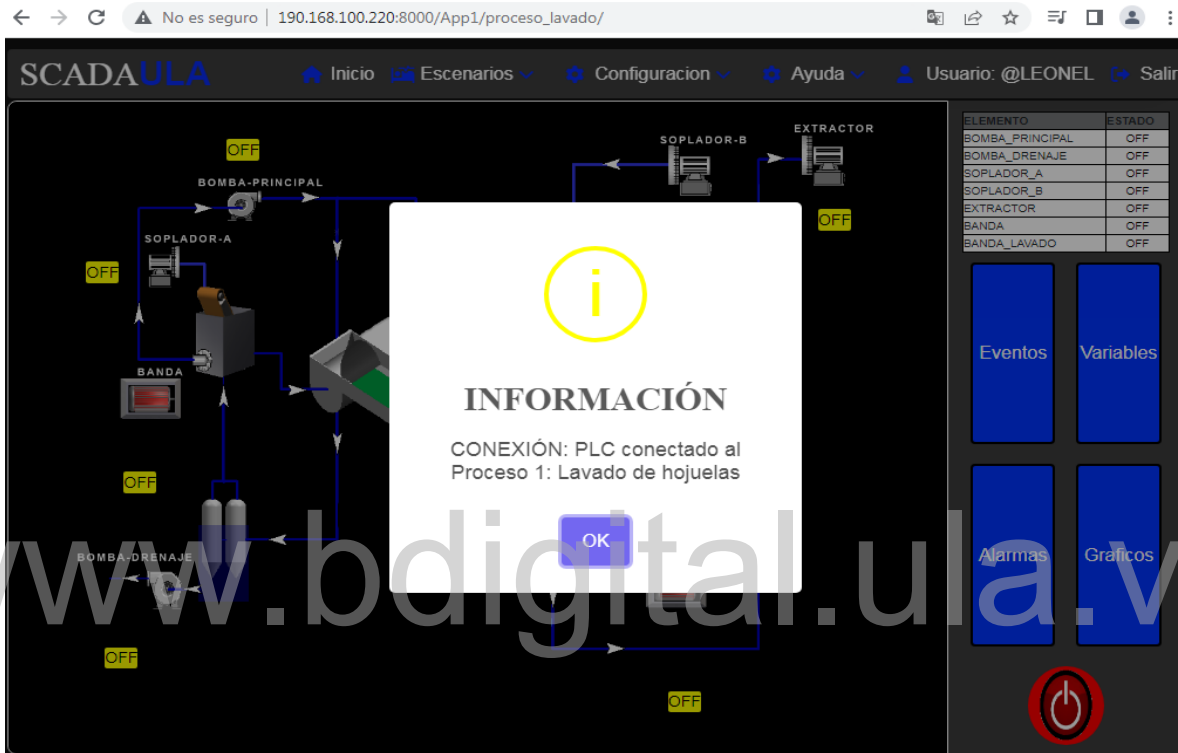 No es seguro | 190.168.100.220:8000/App1/proceso_lavado/
SCADAULA
Inicio
Escenarios
Configuracion
Ayuda
Usuario: @LEONEL
Salir
OFF
BOMBA-PRINCIPAL
SOPLADOR-A
OFF
BANDA
OFF
BOMBA-DRENAJE
OFF
SOPLADOR-B
EXTRACTOR
OFF
OFF
i
INFORMACIÓN
CONEXIÓN: PLC conectado al
Proceso 1: Lavado de hojuelas
OK
ELEMENTO ESTADO
BOMBA_PRINCIPAL OFF
BOMBA_DRENAJE OFF
SOPLADOR_A OFF
SOPLADOR_B OFF
EXTRACTOR OFF
BANDA OFF
BANDA_LAVADO OFF
Eventos
Variables
Alarmas
Graficos
www.bdigital.ula.v